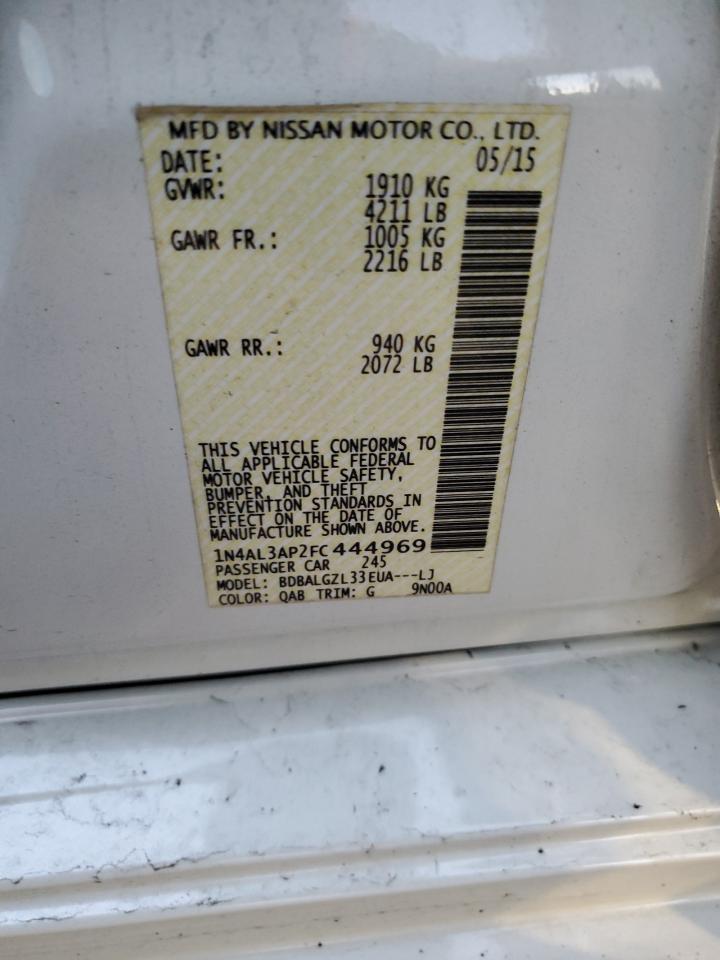 MFD BY NISSAN MOTOR CO., LTD.
DATE: 05/15
GVWR: 1910 KG
4211 LB
GAWR FR.: 1005 KG
2216 LB
GAWR RR.: 940 KG
2072 LB
THIS VEHICLE CONFORMS TO
ALL APPLICABLE FEDERAL
MOTOR VEHICLE SAFETY,
BUMPER, AND THEFT
PREVENTION STANDARDS IN
EFFECT ON THE DATE OF
MANUFACTURE SHOWN ABOVE.
1N4AL3AP2FC444969
PASSENGER CAR 245
MODEL: BDBALGZL33EUA---LJ
COLOR: QAB TRIM: G 9N00A